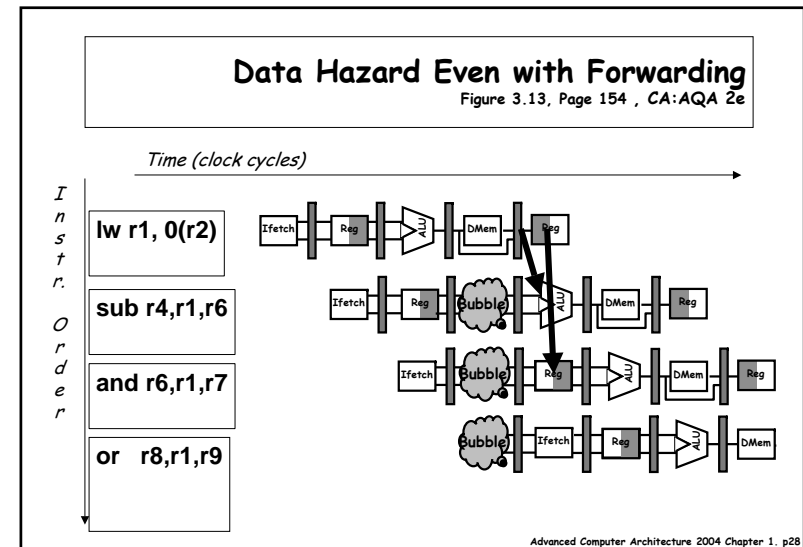 Data Hazard Even with Forwarding
Figure 3.13, Page 154 , CA:AQA 2e
Time (clock cycles)
Instr. Order
lw r1, 0(r2)
Ifetch Reg ALU DMem Reg
sub r4,r1,r6
Ifetch Reg Bubble ALU DMem Reg
and r6,r1,r7
Ifetch Bubble Reg ALU DMem Reg
or r8,r1,r9
Bubble Ifetch Reg ALU DMem
Advanced Computer Architecture 2004 Chapter 1. p28